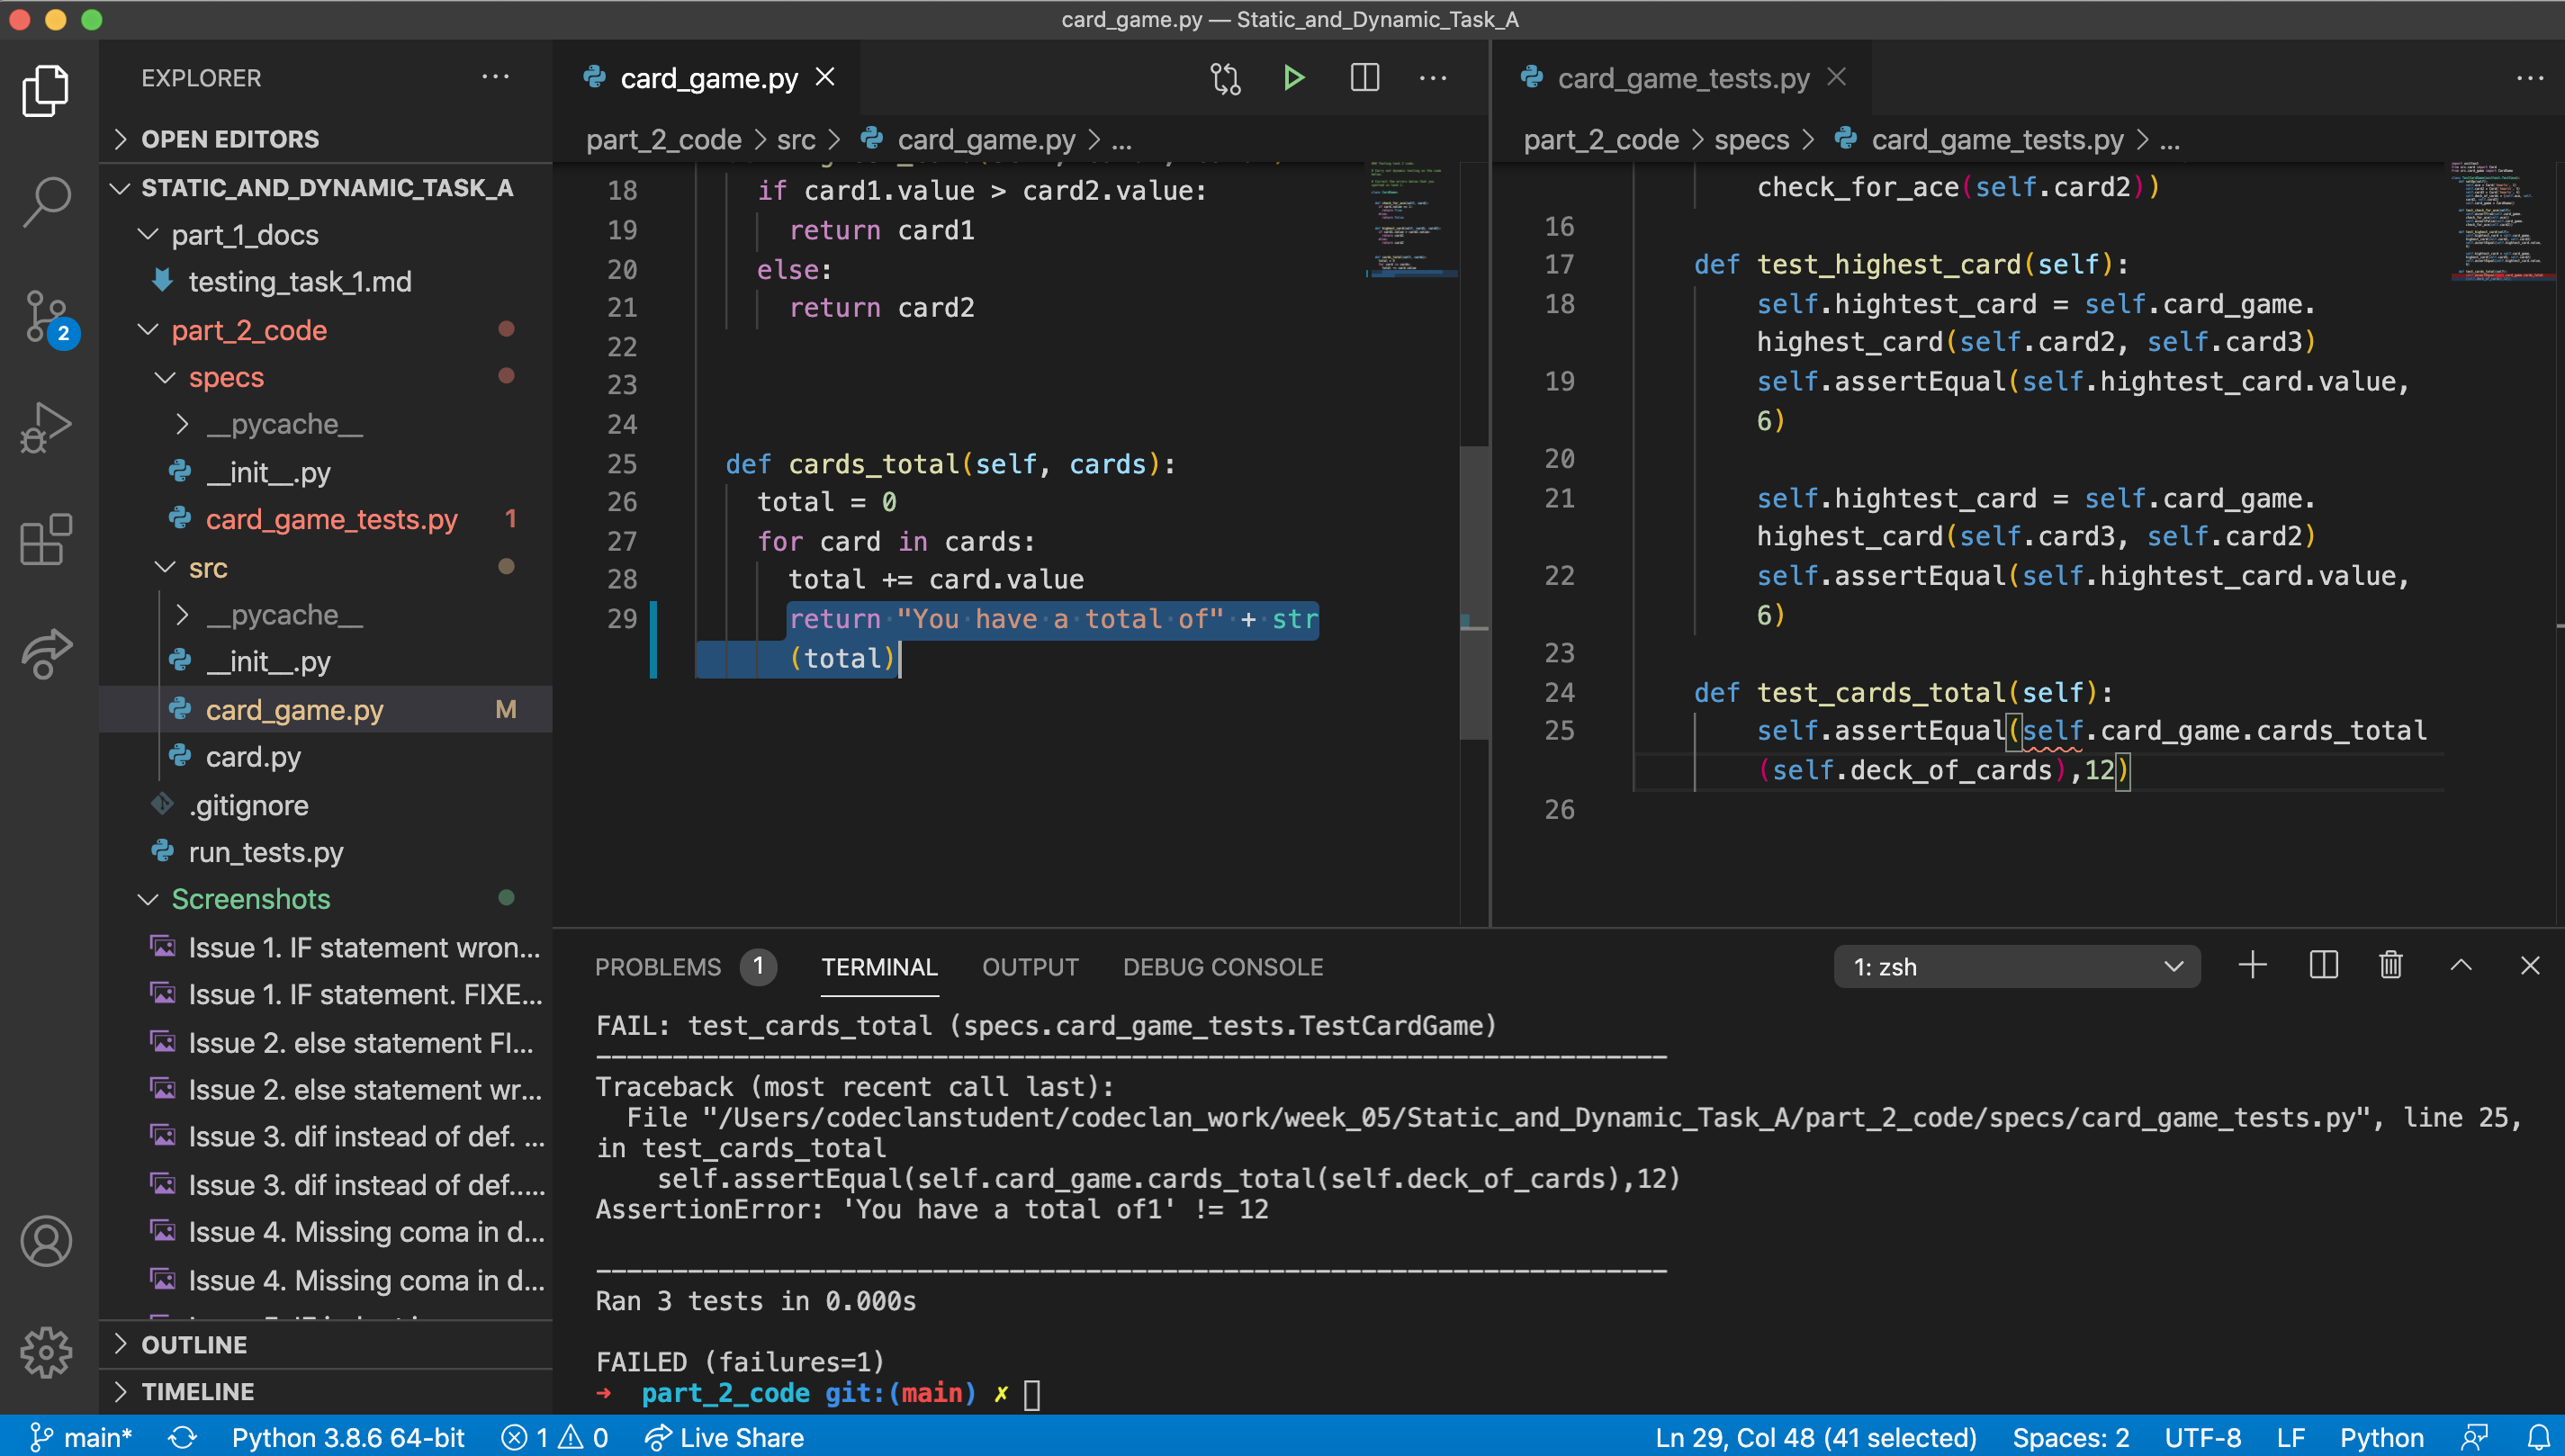 card_game.py — Static_and_Dynamic_Task_A
EXPLORER
OPEN EDITORS
STATIC_AND_DYNAMIC_TASK_A
part_1_docs
testing_task_1.md
part_2_code
specs
__pycache__
__init__.py
card_game_tests.py 1
src
__pycache__
__init__.py
card_game.py M
card.py
.gitignore
run_tests.py
Screenshots
Issue 1. IF statement wron...
Issue 1. IF statement. FIXE...
Issue 2. else statement FI...
Issue 2. else statement wr...
Issue 3. dif instead of def. ...
Issue 3. dif instead of def.....
Issue 4. Missing coma in d...
Issue 4. Missing coma in d...
OUTLINE
TIMELINE
2
card_game.py
part_2_code > src > card_game.py > ...
18 if card1.value > card2.value:
19 return card1
20 else:
21 return card2
22
23
24
25 def cards_total(self, cards):
26 total = 0
27 for card in cards:
28 total += card.value
29 return "You have a total of" + str
(total)
card_game_tests.py
part_2_code > specs > card_game_tests.py > ...
check_for_ace(self.card2))
16
17 def test_highest_card(self):
18 self.hightest_card = self.card_game.
highest_card(self.card2, self.card3)
19 self.assertEqual(self.hightest_card.value,
6)
20
21 self.hightest_card = self.card_game.
highest_card(self.card3, self.card2)
22 self.assertEqual(self.hightest_card.value,
6)
23
24 def test_cards_total(self):
25 self.assertEqual(self.card_game.cards_total
(self.deck_of_cards),12)
26
PROBLEMS 1 TERMINAL OUTPUT DEBUG CONSOLE 1: zsh
FAIL: test_cards_total (specs.card_game_tests.TestCardGame)
----------------------------------------------------------------------
Traceback (most recent call last):
File "/Users/codeclanstudent/codeclan_work/week_05/Static_and_Dynamic_Task_A/part_2_code/specs/card_game_tests.py", line 25,
in test_cards_total
self.assertEqual(self.card_game.cards_total(self.deck_of_cards),12)
AssertionError: 'You have a total of1' != 12
----------------------------------------------------------------------
Ran 3 tests in 0.000s
FAILED (failures=1)
➜ part_2_code git:(main) ✗
main* Python 3.8.6 64-bit 1 0 Live Share Ln 29, Col 48 (41 selected) Spaces: 2 UTF-8 LF Python